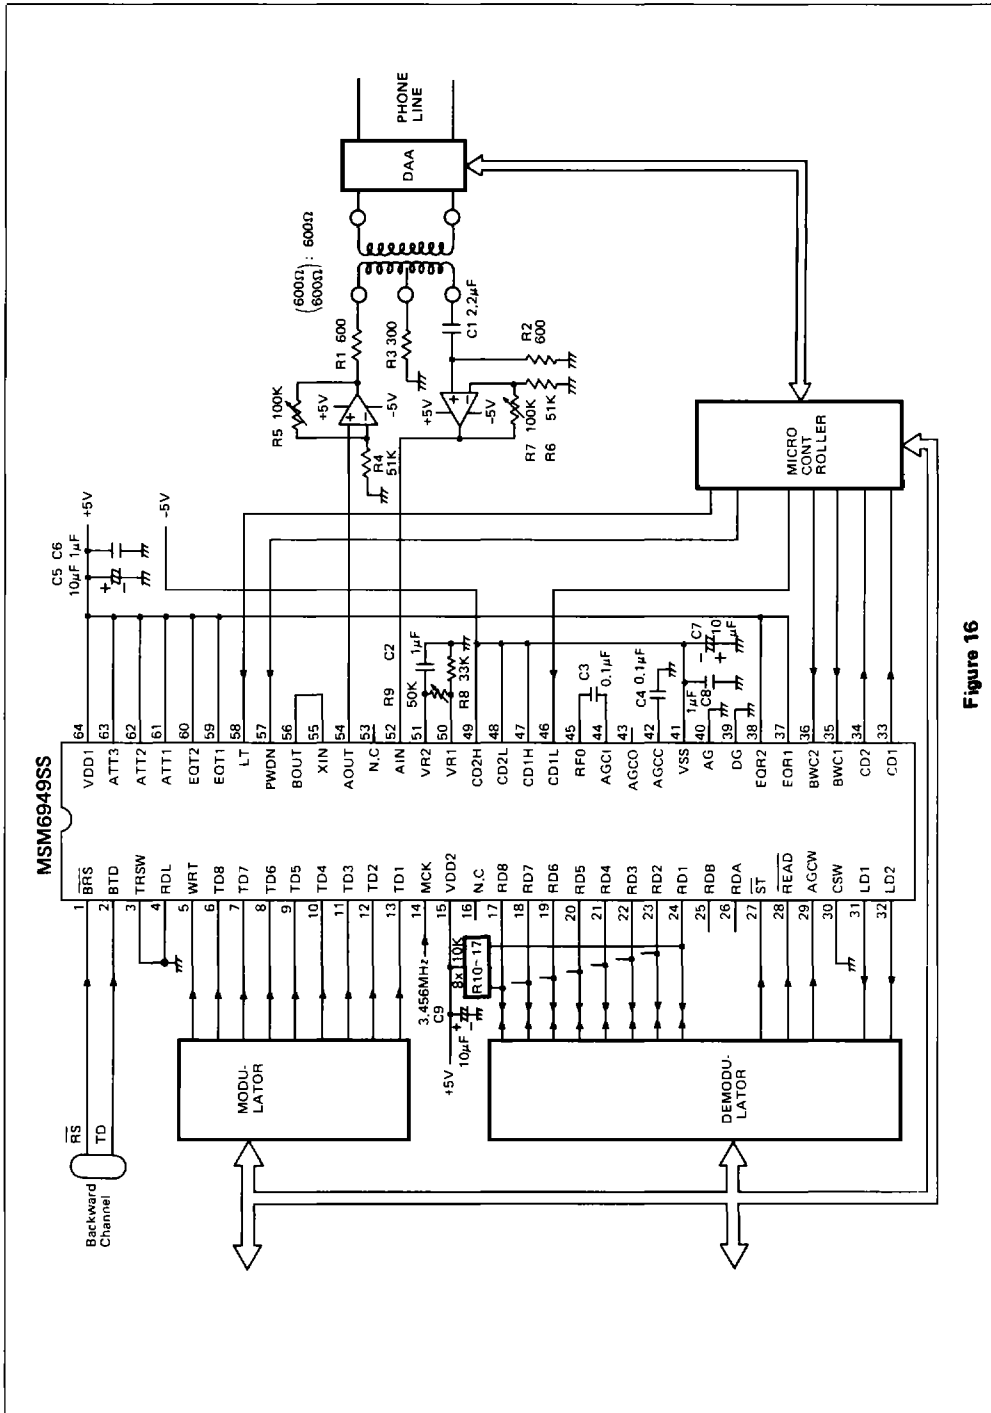 MSM6949SS
Backward
Channel
RS
TD
MODU-
LATOR
DEMODU-
LATOR
+5V
10µF
C9
3.456MHz
8x110K
R10~17
1 BRS
2 BTD
3 TRSW
4 RDL
5 WRT
6 TD8
7 TD7
8 TD6
9 TD5
10 TD4
11 TD3
12 TD2
13 TD1
14 MCK
15 VDD2
16 N.C
17 RD8
18 RD7
19 RD6
20 RD5
21 RD4
22 RD3
23 RD2
24 RD1
25 RDB
26 RDA
27 ST
28 READ
29 AGCW
30 CSW
31 LD1
32 LD2
VDD1 64
ATT3 63
ATT2 62
ATT1 61
EQT2 60
EQT1 59
LT 58
PWDN 57
BOUT 56
XIN 55
AOUT 54
N.C 53
AIN 52
VR2 51
VR1 50
CD2H 49
CD2L 48
CD1H 47
CD1L 46
RF0 45
AGCI 44
AGCO 43
AGCC 42
VSS 41
AG 40
DG 39
EQR2 38
EQR1 37
BWC2 36
BWC1 35
CD2 34
CD1 33
C5 C6
10µF 1µF
+
−
+5V
-5V
R5 100K
+5V
+
−
-5V
R4
51K
R1 600
R3 300
(600Ω
600Ω): 600Ω
C1 2.2µF
R2
600
+5V
+
−
-5V
R7 100K
R6 51K
R9
50K
C2
1µF
R8 33K
C3
0.1µF
C4 0.1µF
1µF
C8
C7
−
10
+
µF
DAA
PHONE
LINE
MICRO
CONT
ROLLER
Figure 16